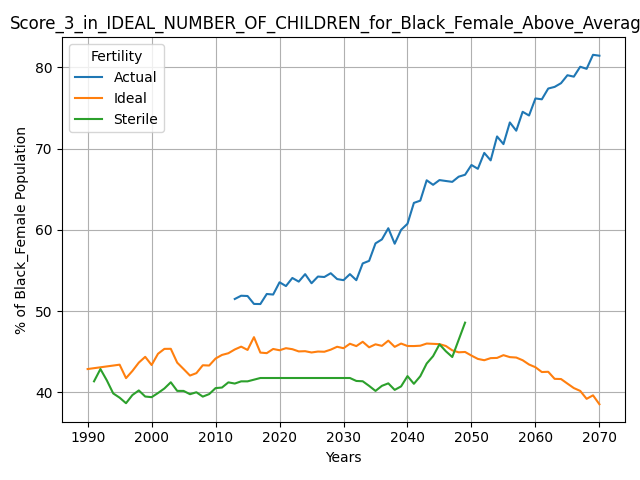 Score_3_in_IDEAL_NUMBER_OF_CHILDREN_for_Black_Female_Above_Averag
Fertility
Actual
Ideal
Sterile
% of Black_Female Population
80
70
60
50
40
1990 2000 2010 2020 2030 2040 2050 2060 2070
Years